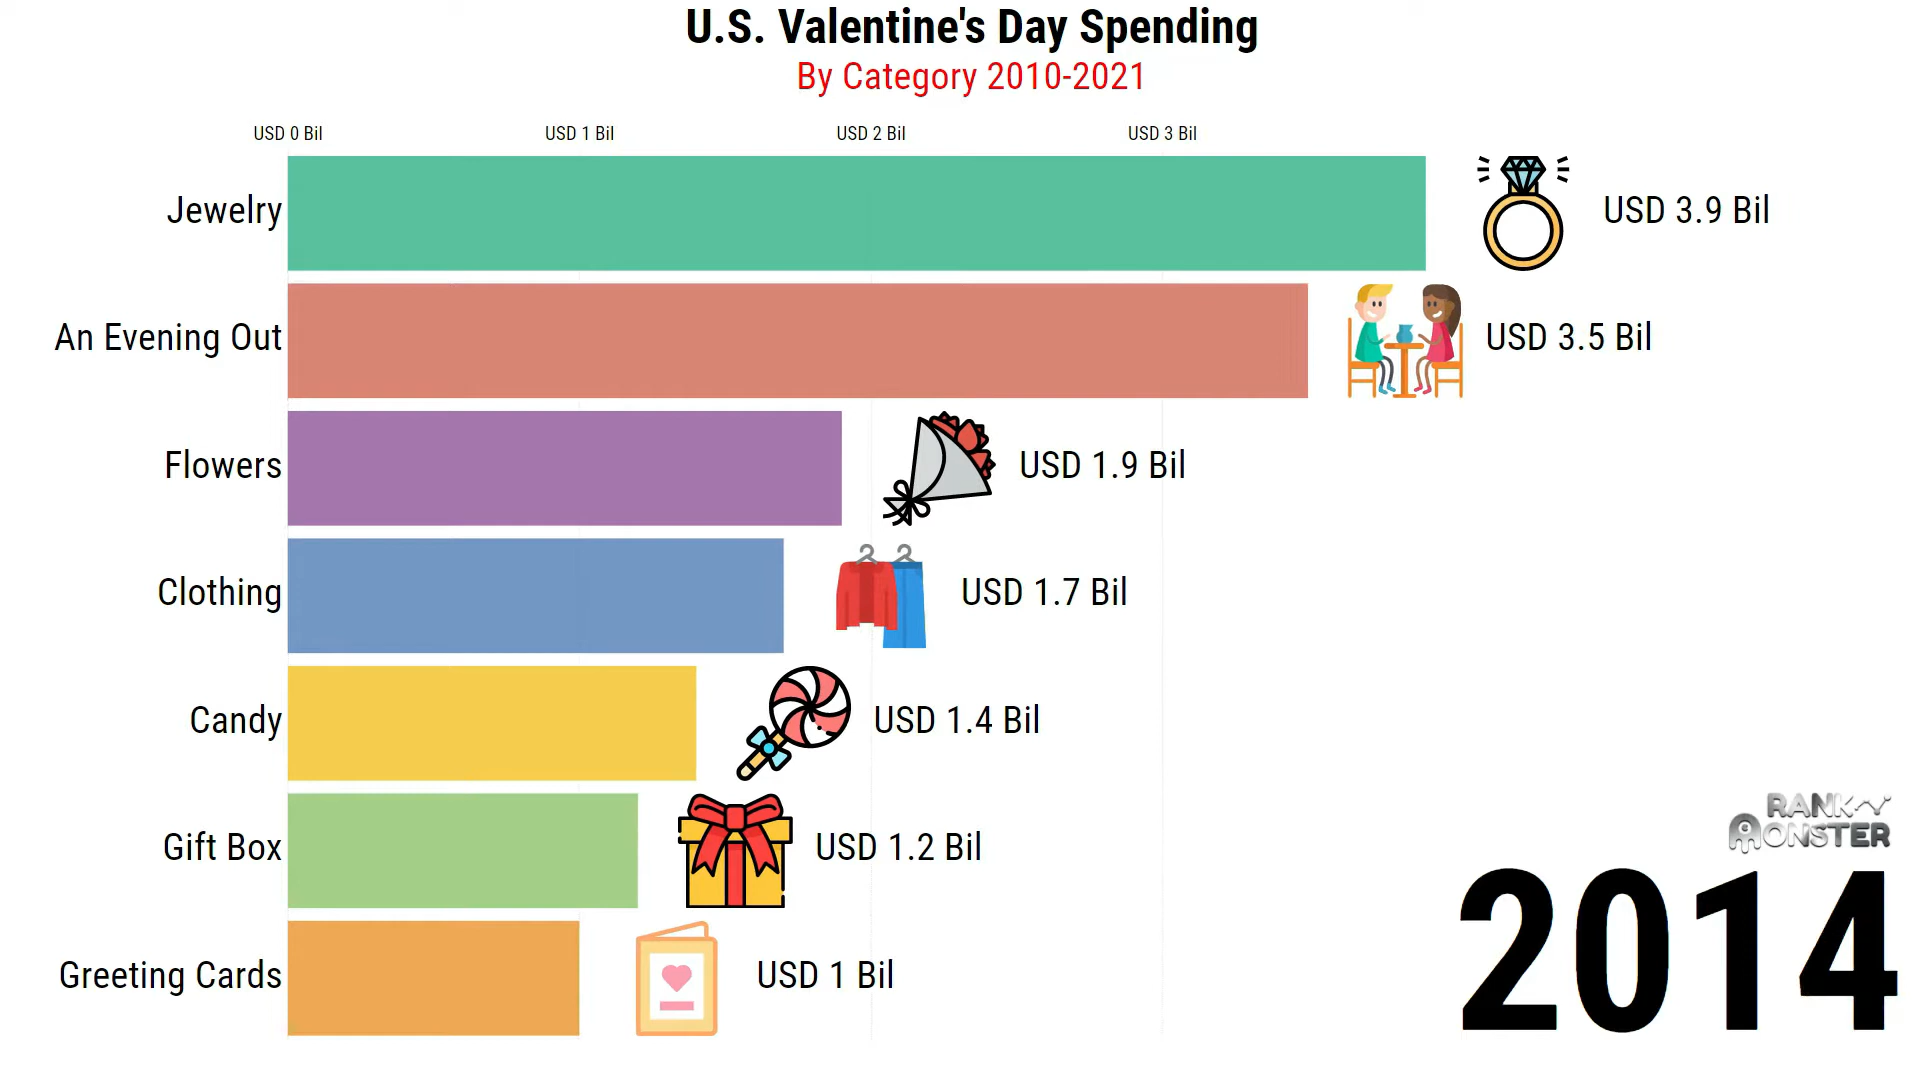 U.S. Valentine's Day Spending
By Category 2010-2021
USD 0 Bil USD 1 Bil USD 2 Bil USD 3 Bil
Jewelry USD 3.9 Bil
An Evening Out USD 3.5 Bil
Flowers USD 1.9 Bil
Clothing USD 1.7 Bil
Candy USD 1.4 Bil
Gift Box USD 1.2 Bil
Greeting Cards USD 1 Bil
RANK
MONSTER
2014